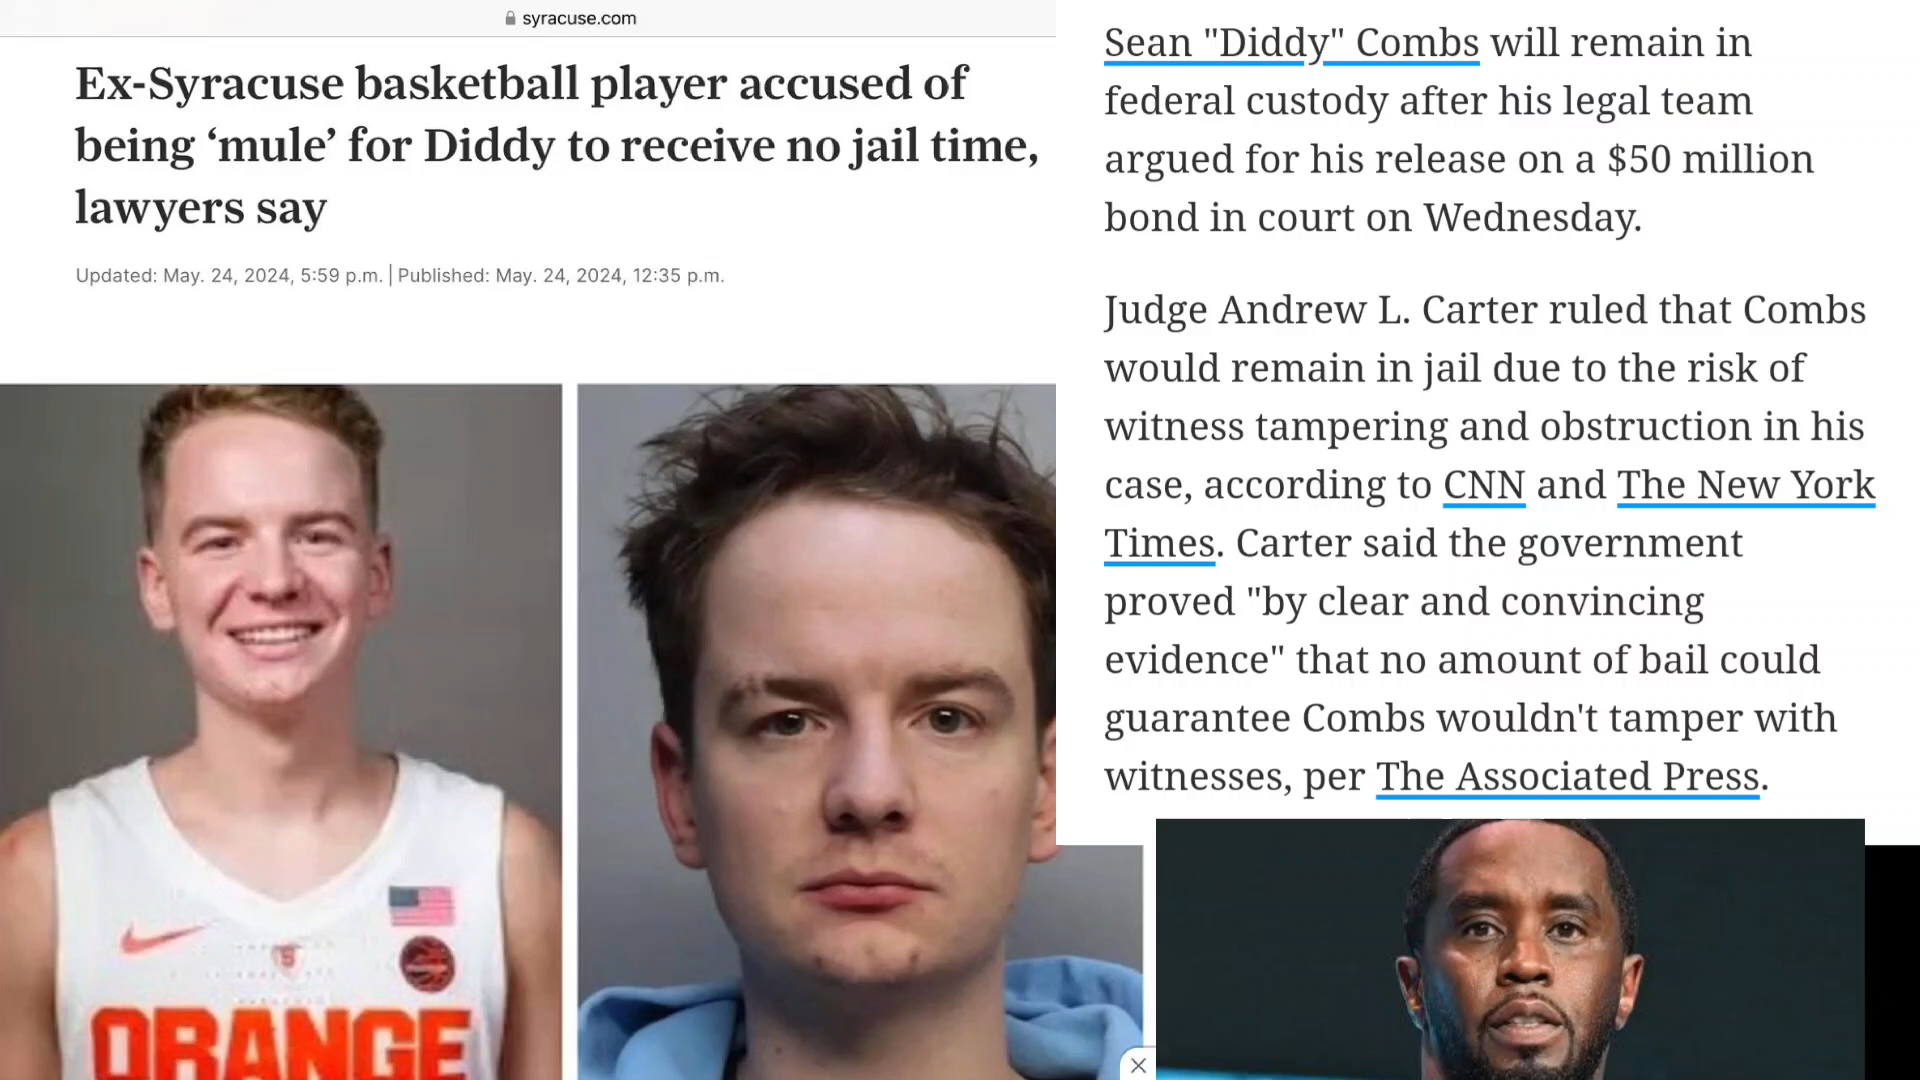 syracuse.com
Ex-Syracuse basketball player accused of
being ‘mule’ for Diddy to receive no jail time,
lawyers say
Updated: May. 24, 2024, 5:59 p.m. | Published: May. 24, 2024, 12:35 p.m.
S
ORANGE
Sean "Diddy" Combs will remain in
federal custody after his legal team
argued for his release on a $50 million
bond in court on Wednesday.
Judge Andrew L. Carter ruled that Combs
would remain in jail due to the risk of
witness tampering and obstruction in his
case, according to CNN and The New York
Times. Carter said the government
proved "by clear and convincing
evidence" that no amount of bail could
guarantee Combs wouldn't tamper with
witnesses, per The Associated Press.